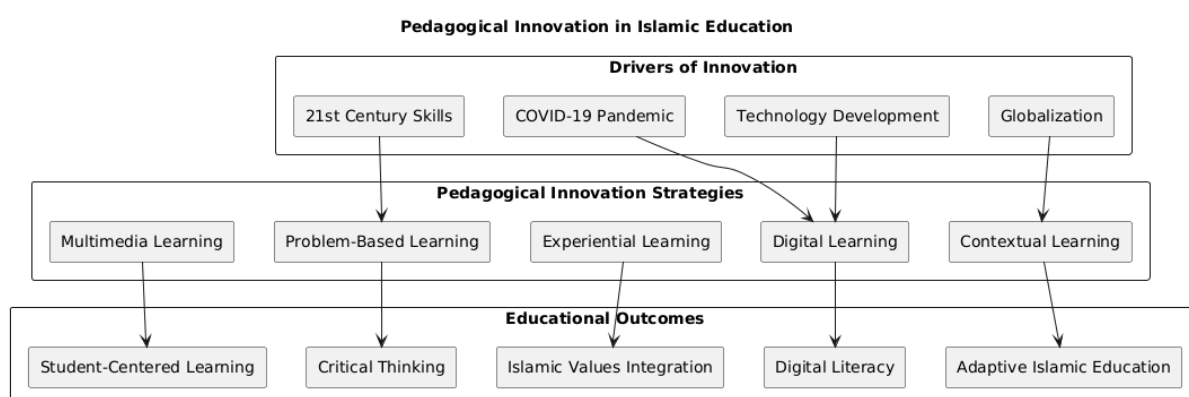 Pedagogical Innovation in Islamic Education
Drivers of Innovation
21st Century Skills
COVID-19 Pandemic
Technology Development
Globalization
Pedagogical Innovation Strategies
Multimedia Learning
Problem-Based Learning
Experiential Learning
Digital Learning
Contextual Learning
Educational Outcomes
Student-Centered Learning
Critical Thinking
Islamic Values Integration
Digital Literacy
Adaptive Islamic Education